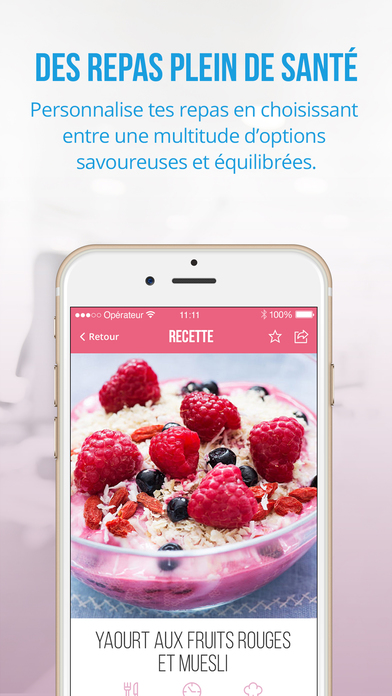 DES REPAS PLEIN DE SANTÉ
Personnalise tes repas en choisissant
entre une multitude d'options
savoureuses et équilibrées.
Opérateur 11:11 100%
Retour RECETTE
YAOURT AUX FRUITS ROUGES
ET MUESLI